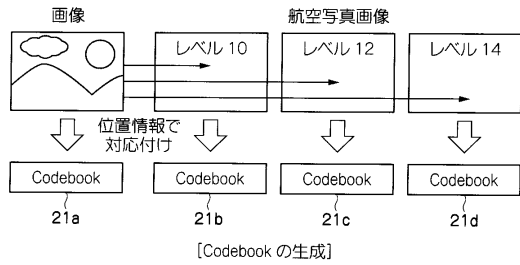 画像
航空写真画像
レベル 10
レベル 12
レベル 14
位置情報で
対応付け
Codebook
Codebook
Codebook
Codebook
21a
21b
21c
21d
[Codebook の生成]